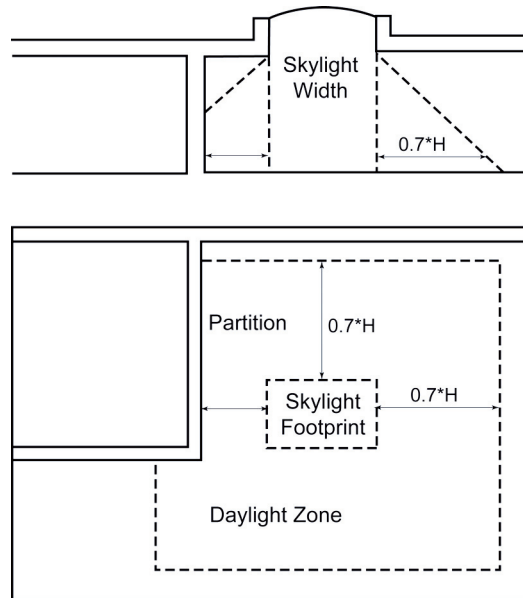 Skylight
Width
0.7*H
Partition
0.7*H
Skylight
Footprint
0.7*H
Daylight Zone